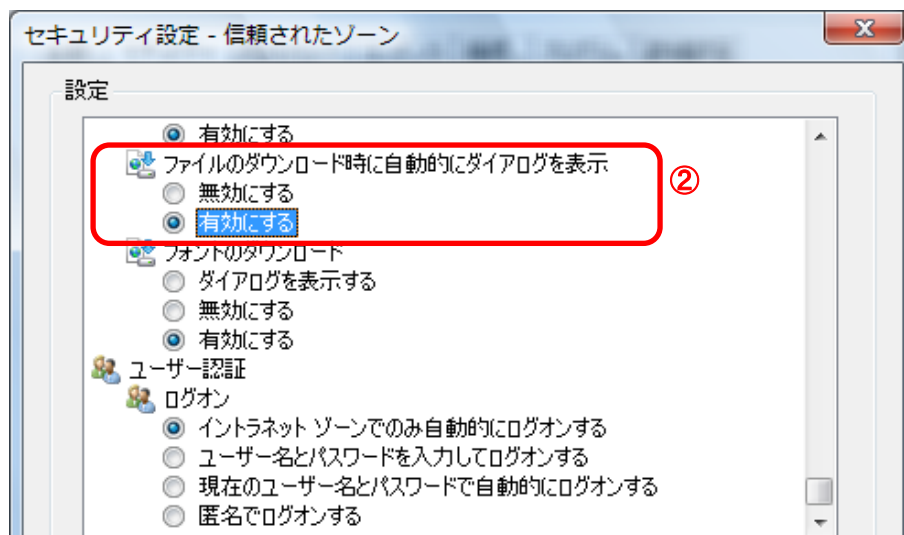 セキュリティ設定 - 信頼されたゾーン
設定
有効にする
ファイルのダウンロード時に自動的にダイアログを表示
②
無効にする
有効にする
フォントのダウンロード
ダイアログを表示する
無効にする
有効にする
ユーザー認証
ログオン
イントラネット ゾーンでのみ自動的にログオンする
ユーザー名とパスワードを入力してログオンする
現在のユーザー名とパスワードで自動的にログオンする
匿名でログオンする